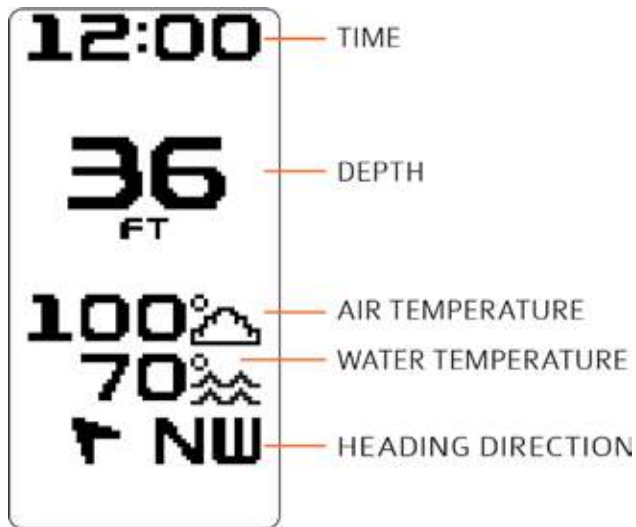 12:00 TIME
36 DEPTH
FT
100° AIR TEMPERATURE
70° WATER TEMPERATURE
NW HEADING DIRECTION